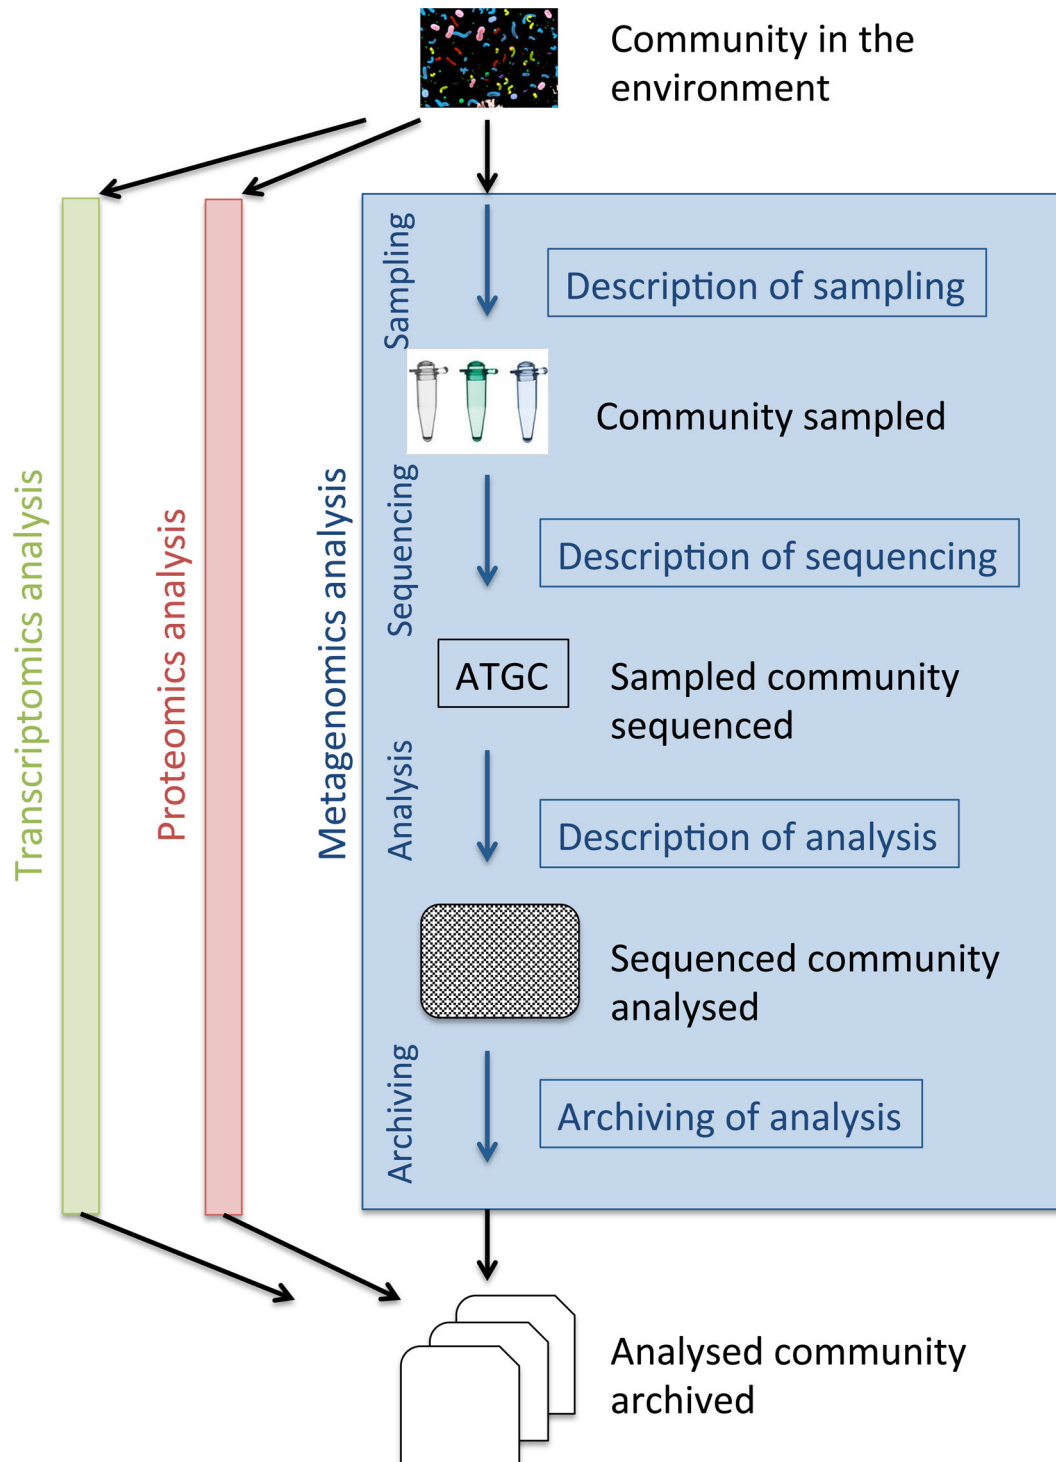 Community in the
environment
Transcriptomics analysis
Proteomics analysis
Metagenomics analysis
Sampling
Description of sampling
Community sampled
Sequencing
Description of sequencing
ATGC
Sampled community
sequenced
Analysis
Description of analysis
Sequenced community
analysed
Archiving
Archiving of analysis
Analysed community
archived